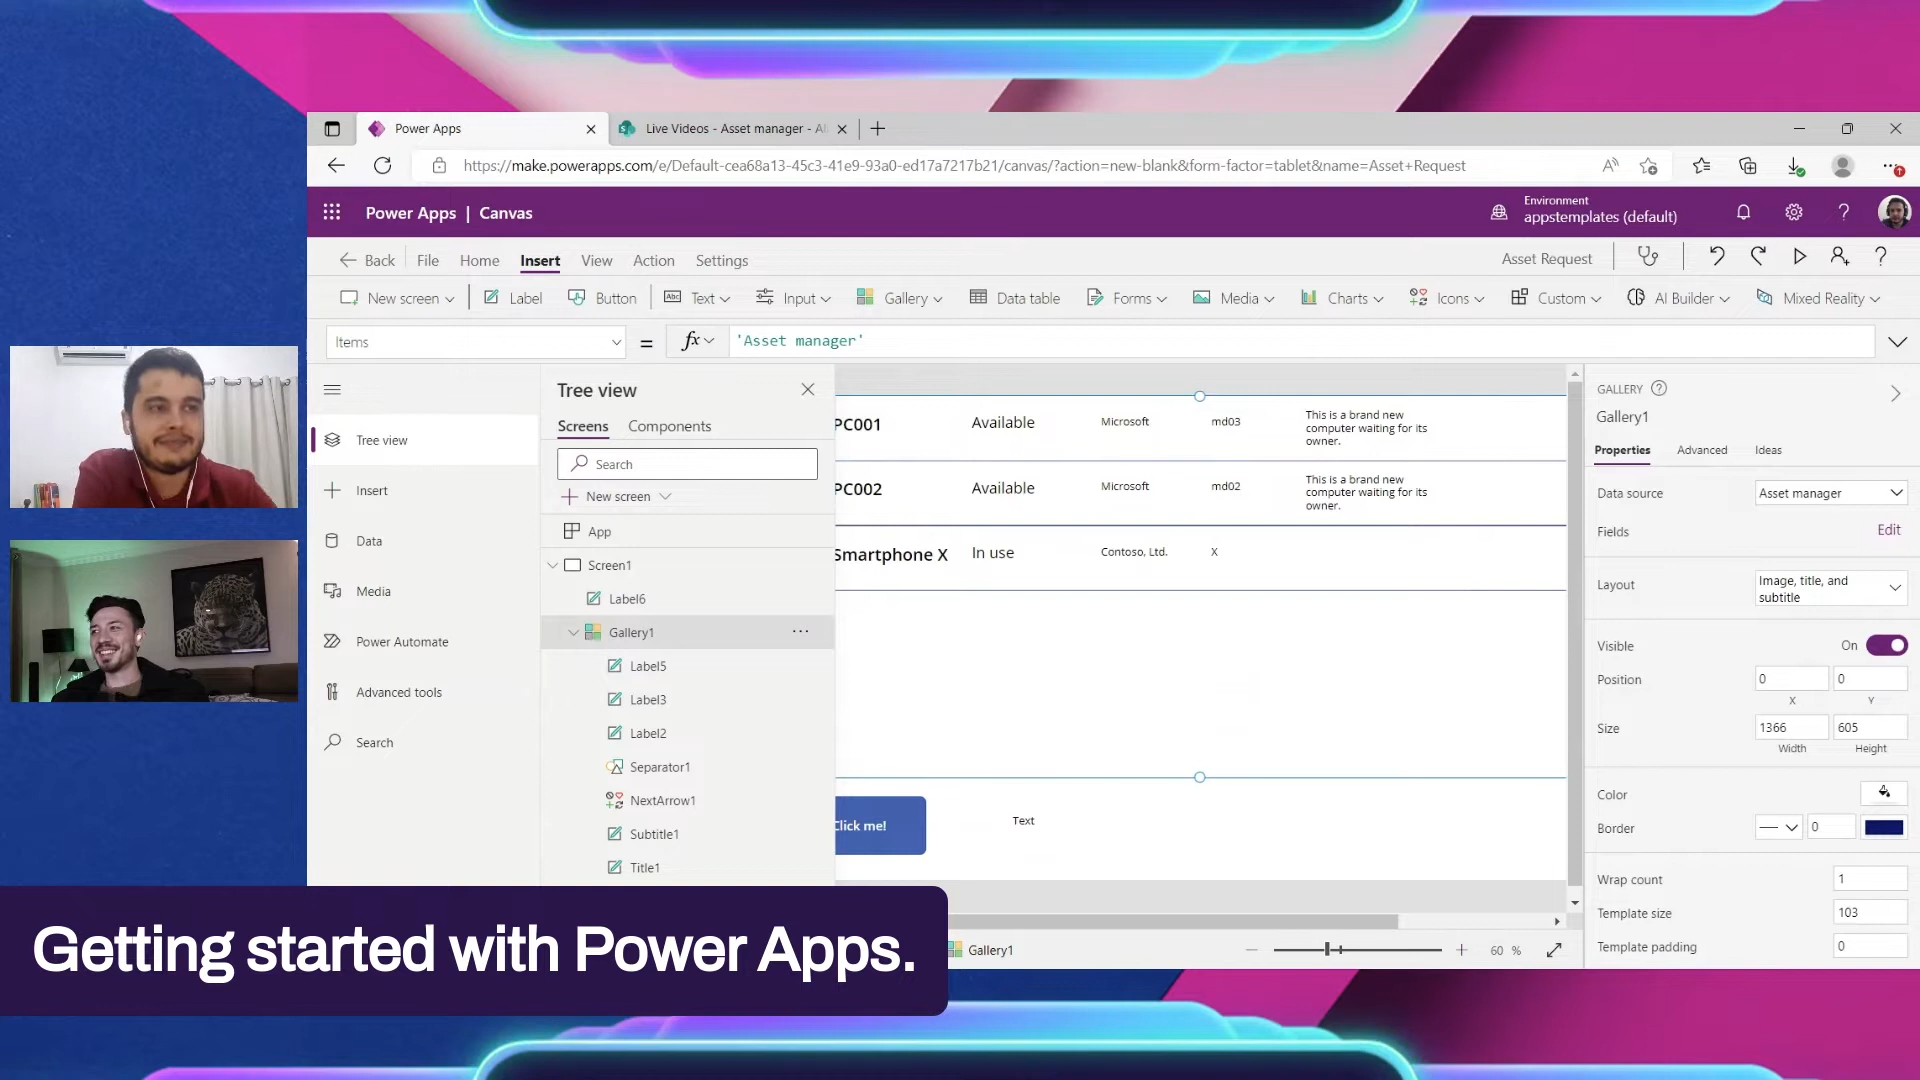 Power Apps
Live Videos - Asset manager - Al
https://make.powerapps.com/e/Default-cea68a13-45c3-41e9-93a0-ed17a7217b21/canvas/?action=new-blank&form-factor=tablet&name=Asset+Request
Power Apps | Canvas
Environment
appstemplates (default)
Back File Home Insert View Action Settings
Asset Request
New screen Label Button Text Input Gallery Data table Forms Media Charts Icons Custom AI Builder Mixed Reality
Items = fx 'Asset manager'
Tree view
Insert
Data
Media
Power Automate
Advanced tools
Search
Tree view
Screens Components
Search
New screen
App
Screen1
Label6
Gallery1
Label5
Label3
Label2
Separator1
NextArrow1
Subtitle1
Title1
PC001 Available Microsoft md03 This is a brand new
computer waiting for its
owner.
PC002 Available Microsoft md02 This is a brand new
computer waiting for its
owner.
Smartphone X In use Contoso, Ltd. X
Click me! Text
Gallery1
60 %
GALLERY
Gallery1
Properties Advanced Ideas
Data source Asset manager
Fields Edit
Layout Image, title, and
subtitle
Visible On
Position 0 0
X Y
Size 1366 605
Width Height
Color
Border 0
Wrap count 1
Template size 103
Template padding 0
Getting started with Power Apps.